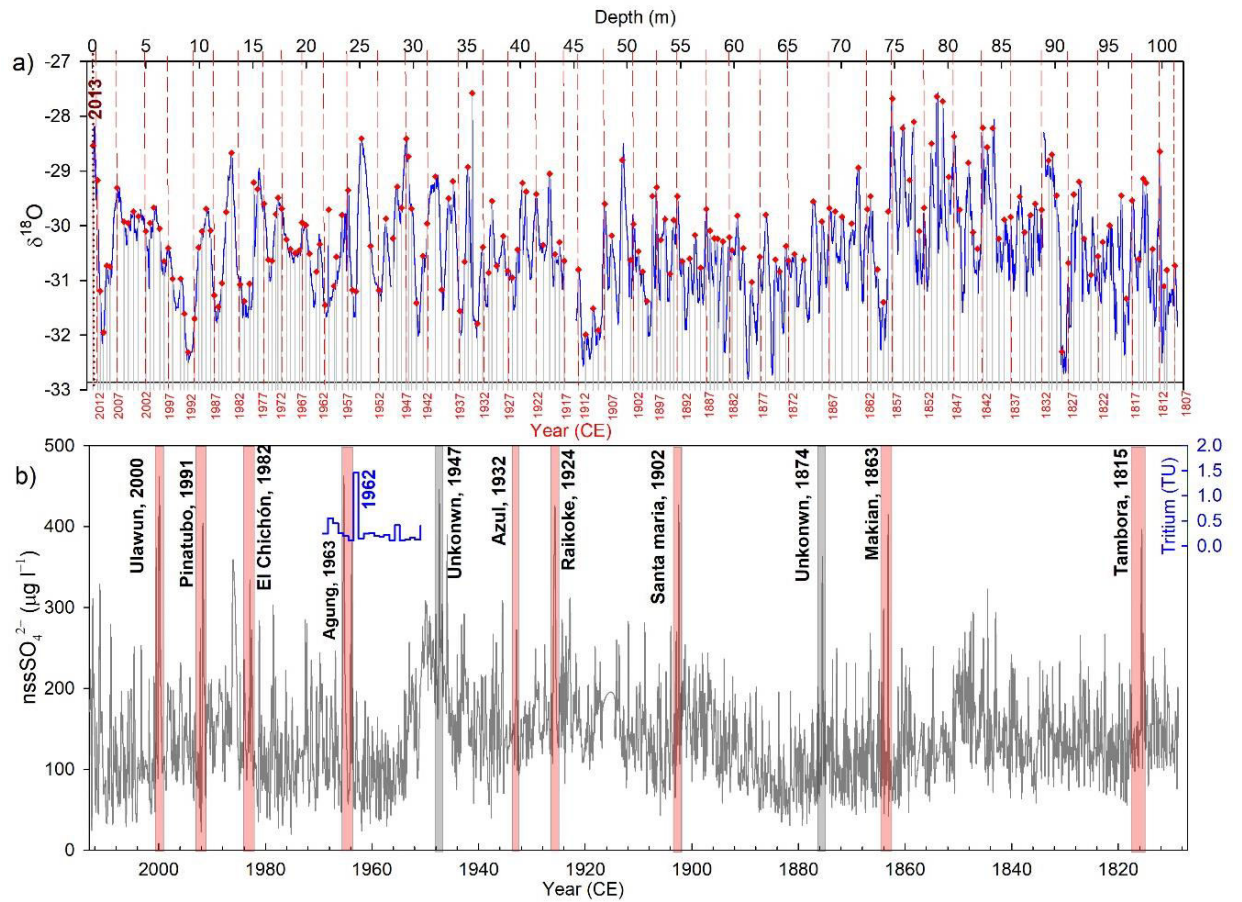 Depth (m)
0 5 10 15 20 25 30 35 40 45 50 55 60 65 70 75 80 85 90 95 100
a)
-27
-28
-29
-30
-31
-32
-33
δ18O
2013
2012 2007 2002 1997 1992 1987 1982 1977 1972 1967 1962 1957 1952 1947 1942 1937 1932 1927 1922 1917 1912 1907 1902 1897 1892 1887 1882 1877 1872 1867 1862 1857 1852 1847 1842 1837 1832 1827 1822 1817 1812 1807
Year (CE)
b)
500
400
300
200
100
0
nssSO4 2− (µg l−1)
Ulawun, 2000
Pinatubo, 1991
El Chichón, 1982
Agung, 1963
1962
Unkonwn, 1947
Azul, 1932
Raikoke, 1924
Santa maria, 1902
Unkonwn, 1874
Makian, 1863
Tambora, 1815
2.0
1.5
1.0
0.5
0.0
Tritium (TU)
2000 1980 1960 1940 1920 1900 1880 1860 1840 1820
Year (CE)